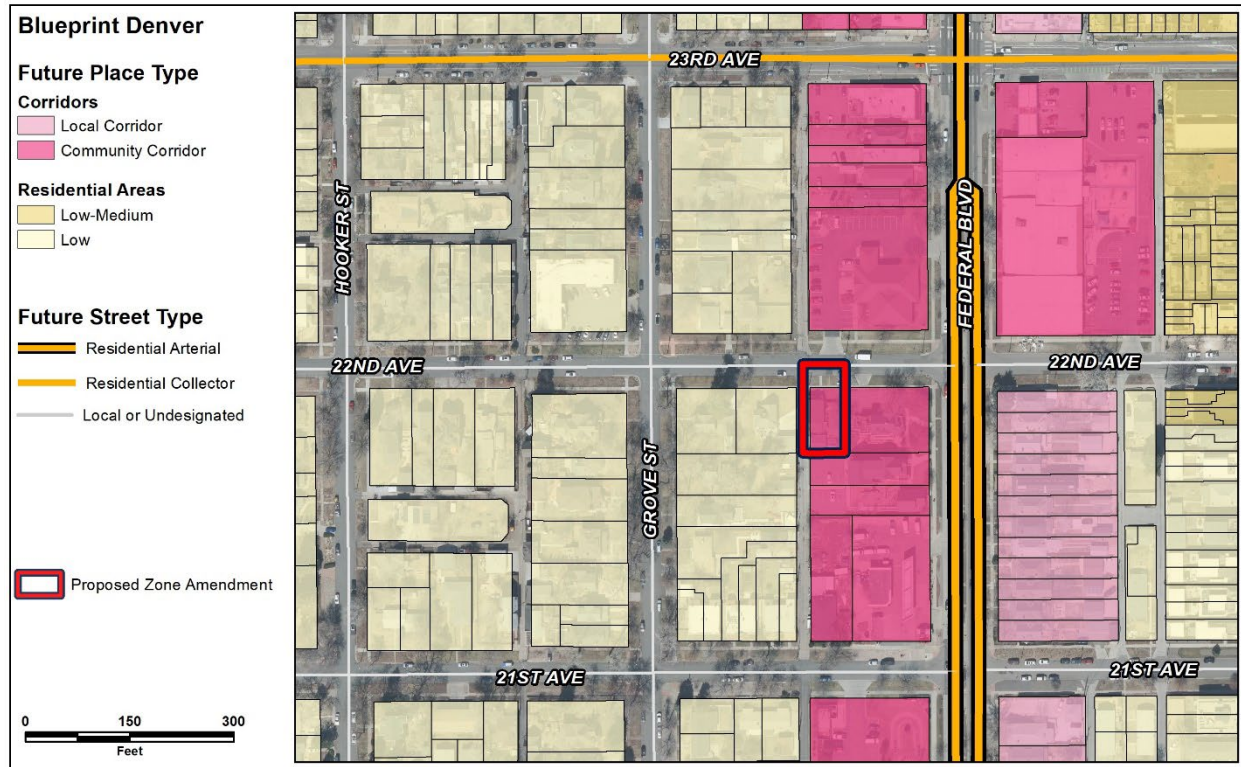 Blueprint Denver
Future Place Type
Corridors
Local Corridor
Community Corridor
Residential Areas
Low-Medium
Low
Future Street Type
Residential Arterial
Residential Collector
Local or Undesignated
Proposed Zone Amendment
0 150 300
Feet
23RD AVE
HOOKER ST
FEDERAL BLVD
22ND AVE
22ND AVE
GROVE ST
21ST AVE
21ST AVE